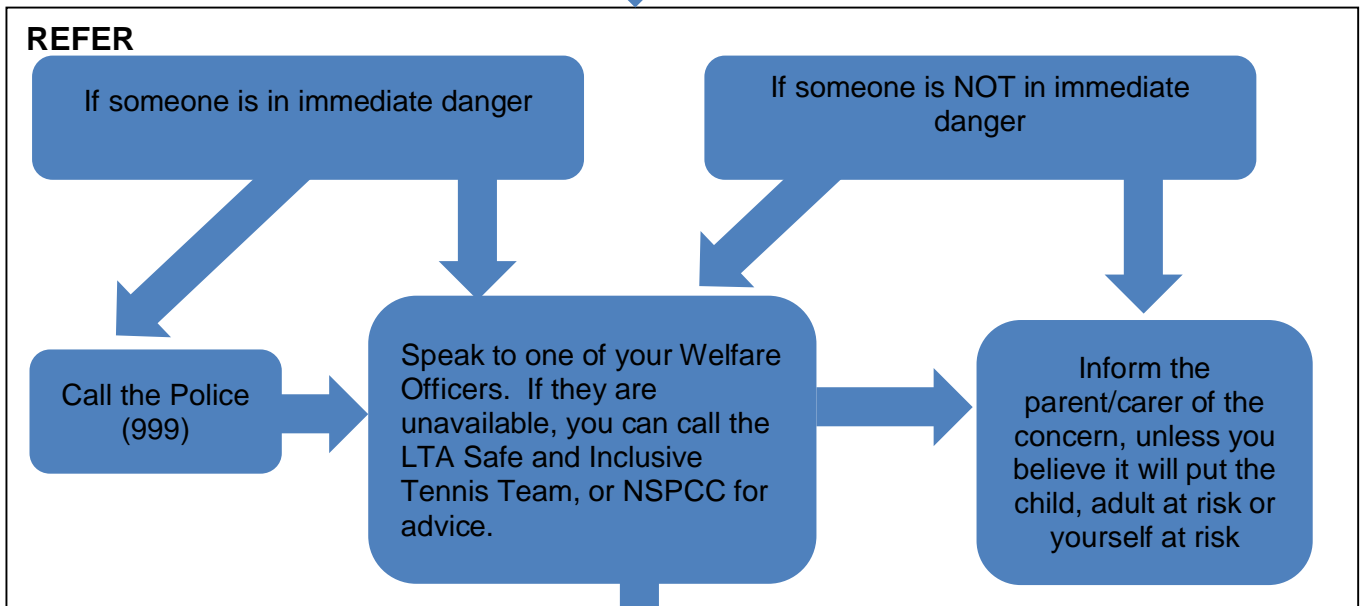 REFER
If someone is in immediate danger
If someone is NOT in immediate
danger
Call the Police
(999)
Speak to one of your Welfare
Officers.  If they are
unavailable, you can call the
LTA Safe and Inclusive
Tennis Team, or NSPCC for
advice.
Inform the
parent/carer of the
concern, unless you
believe it will put the
child, adult at risk or
yourself at risk